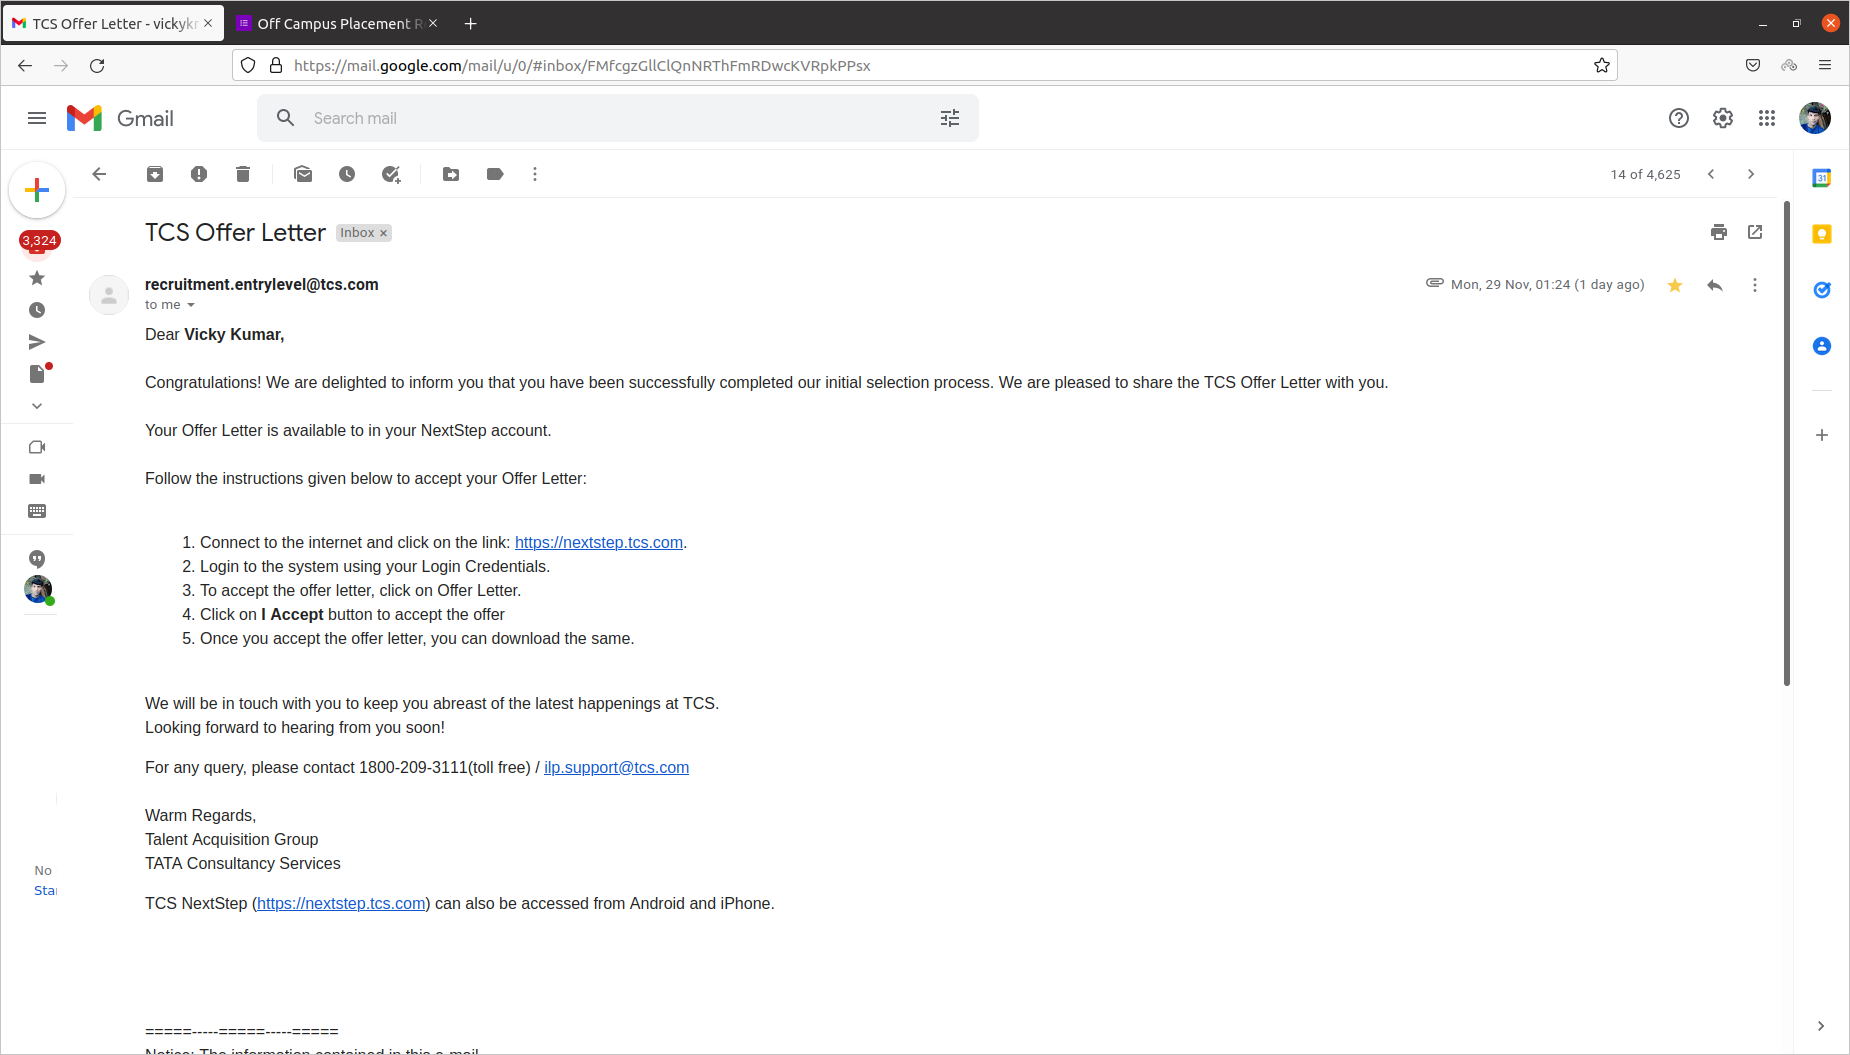 TCS Offer Letter - vickyk
Off Campus Placement R
https://mail.google.com/mail/u/0/#inbox/FMfcgzGllClQnNRThFmRDwcKVRpkPPsx
Gmail
Search mail
14 of 4,625
31
3,324
TCS Offer Letter
Inbox ×
recruitment.entrylevel@tcs.com
Mon, 29 Nov, 01:24 (1 day ago)
to me
Dear Vicky Kumar,
Congratulations! We are delighted to inform you that you have been successfully completed our initial selection process. We are pleased to share the TCS Offer Letter with you.
Your Offer Letter is available to in your NextStep account.
Follow the instructions given below to accept your Offer Letter:
1. Connect to the internet and click on the link: https://nextstep.tcs.com.
2. Login to the system using your Login Credentials.
3. To accept the offer letter, click on Offer Letter.
4. Click on I Accept button to accept the offer
5. Once you accept the offer letter, you can download the same.
We will be in touch with you to keep you abreast of the latest happenings at TCS.
Looking forward to hearing from you soon!
For any query, please contact 1800-209-3111(toll free) / ilp.support@tcs.com
Warm Regards,
Talent Acquisition Group
TATA Consultancy Services
No
Star
TCS NextStep (https://nextstep.tcs.com) can also be accessed from Android and iPhone.
=====-----=====-----=====
Notice: The information contained in this e-mail